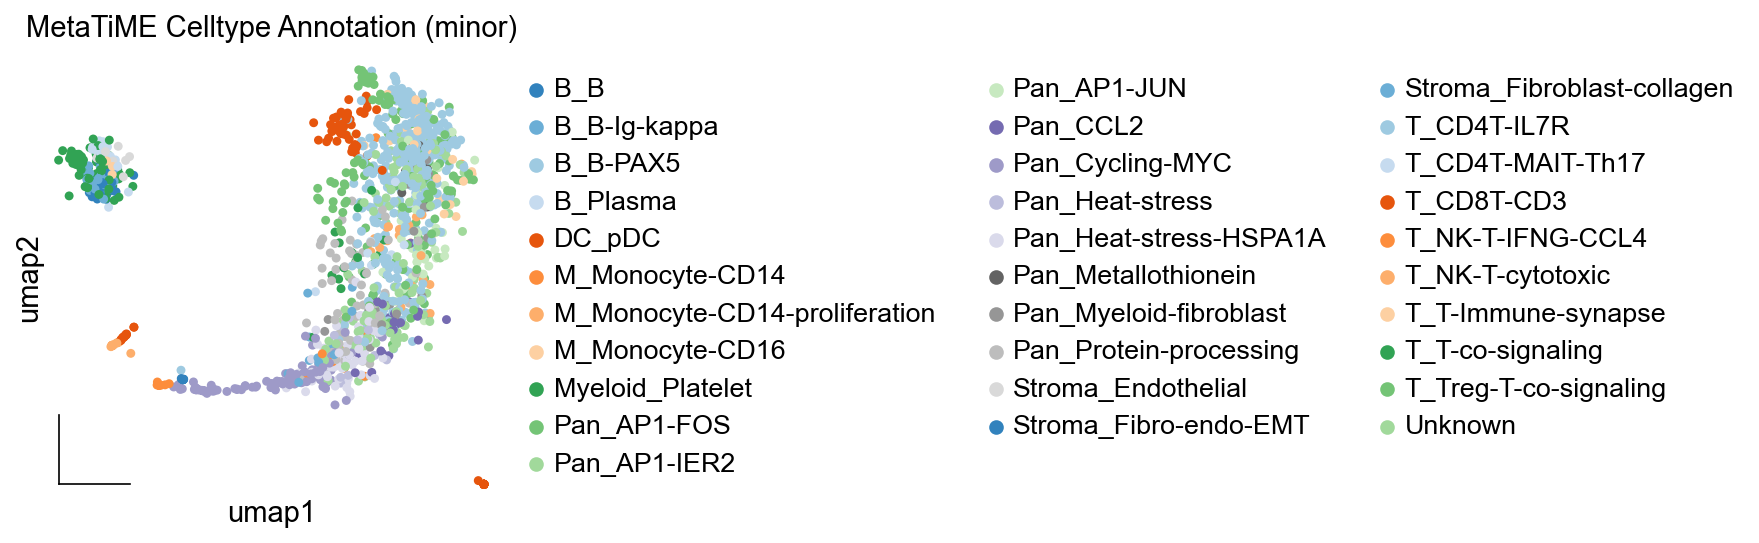 MetaTiME Celltype Annotation (minor)
B_B
B_B-Ig-kappa
B_B-PAX5
B_Plasma
DC_pDC
M_Monocyte-CD14
M_Monocyte-CD14-proliferation
M_Monocyte-CD16
Myeloid_Platelet
Pan_AP1-FOS
Pan_AP1-IER2
Pan_AP1-JUN
Pan_CCL2
Pan_Cycling-MYC
Pan_Heat-stress
Pan_Heat-stress-HSPA1A
Pan_Metallothionein
Pan_Myeloid-fibroblast
Pan_Protein-processing
Stroma_Endothelial
Stroma_Fibro-endo-EMT
Stroma_Fibroblast-collagen
T_CD4T-IL7R
T_CD4T-MAIT-Th17
T_CD8T-CD3
T_NK-T-IFNG-CCL4
T_NK-T-cytotoxic
T_T-Immune-synapse
T_T-co-signaling
T_Treg-T-co-signaling
Unknown
umap2
umap1